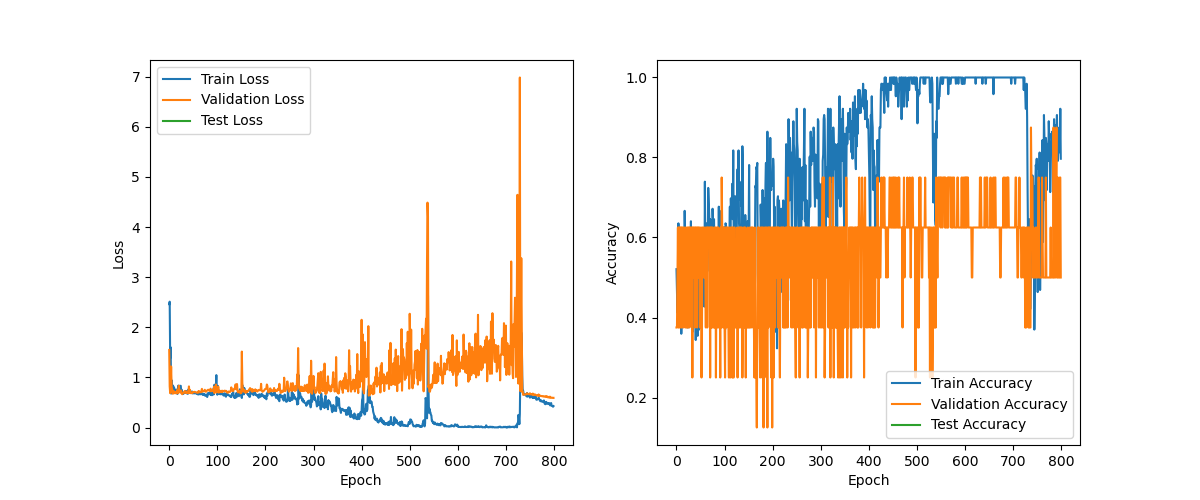 Train Loss
Validation Loss
Test Loss
7
6
5
4
3
2
1
0
Loss
0 100 200 300 400 500 600 700 800
Epoch
1.0
0.8
0.6
0.4
0.2
Accuracy
Train Accuracy
Validation Accuracy
Test Accuracy
0 100 200 300 400 500 600 700 800
Epoch